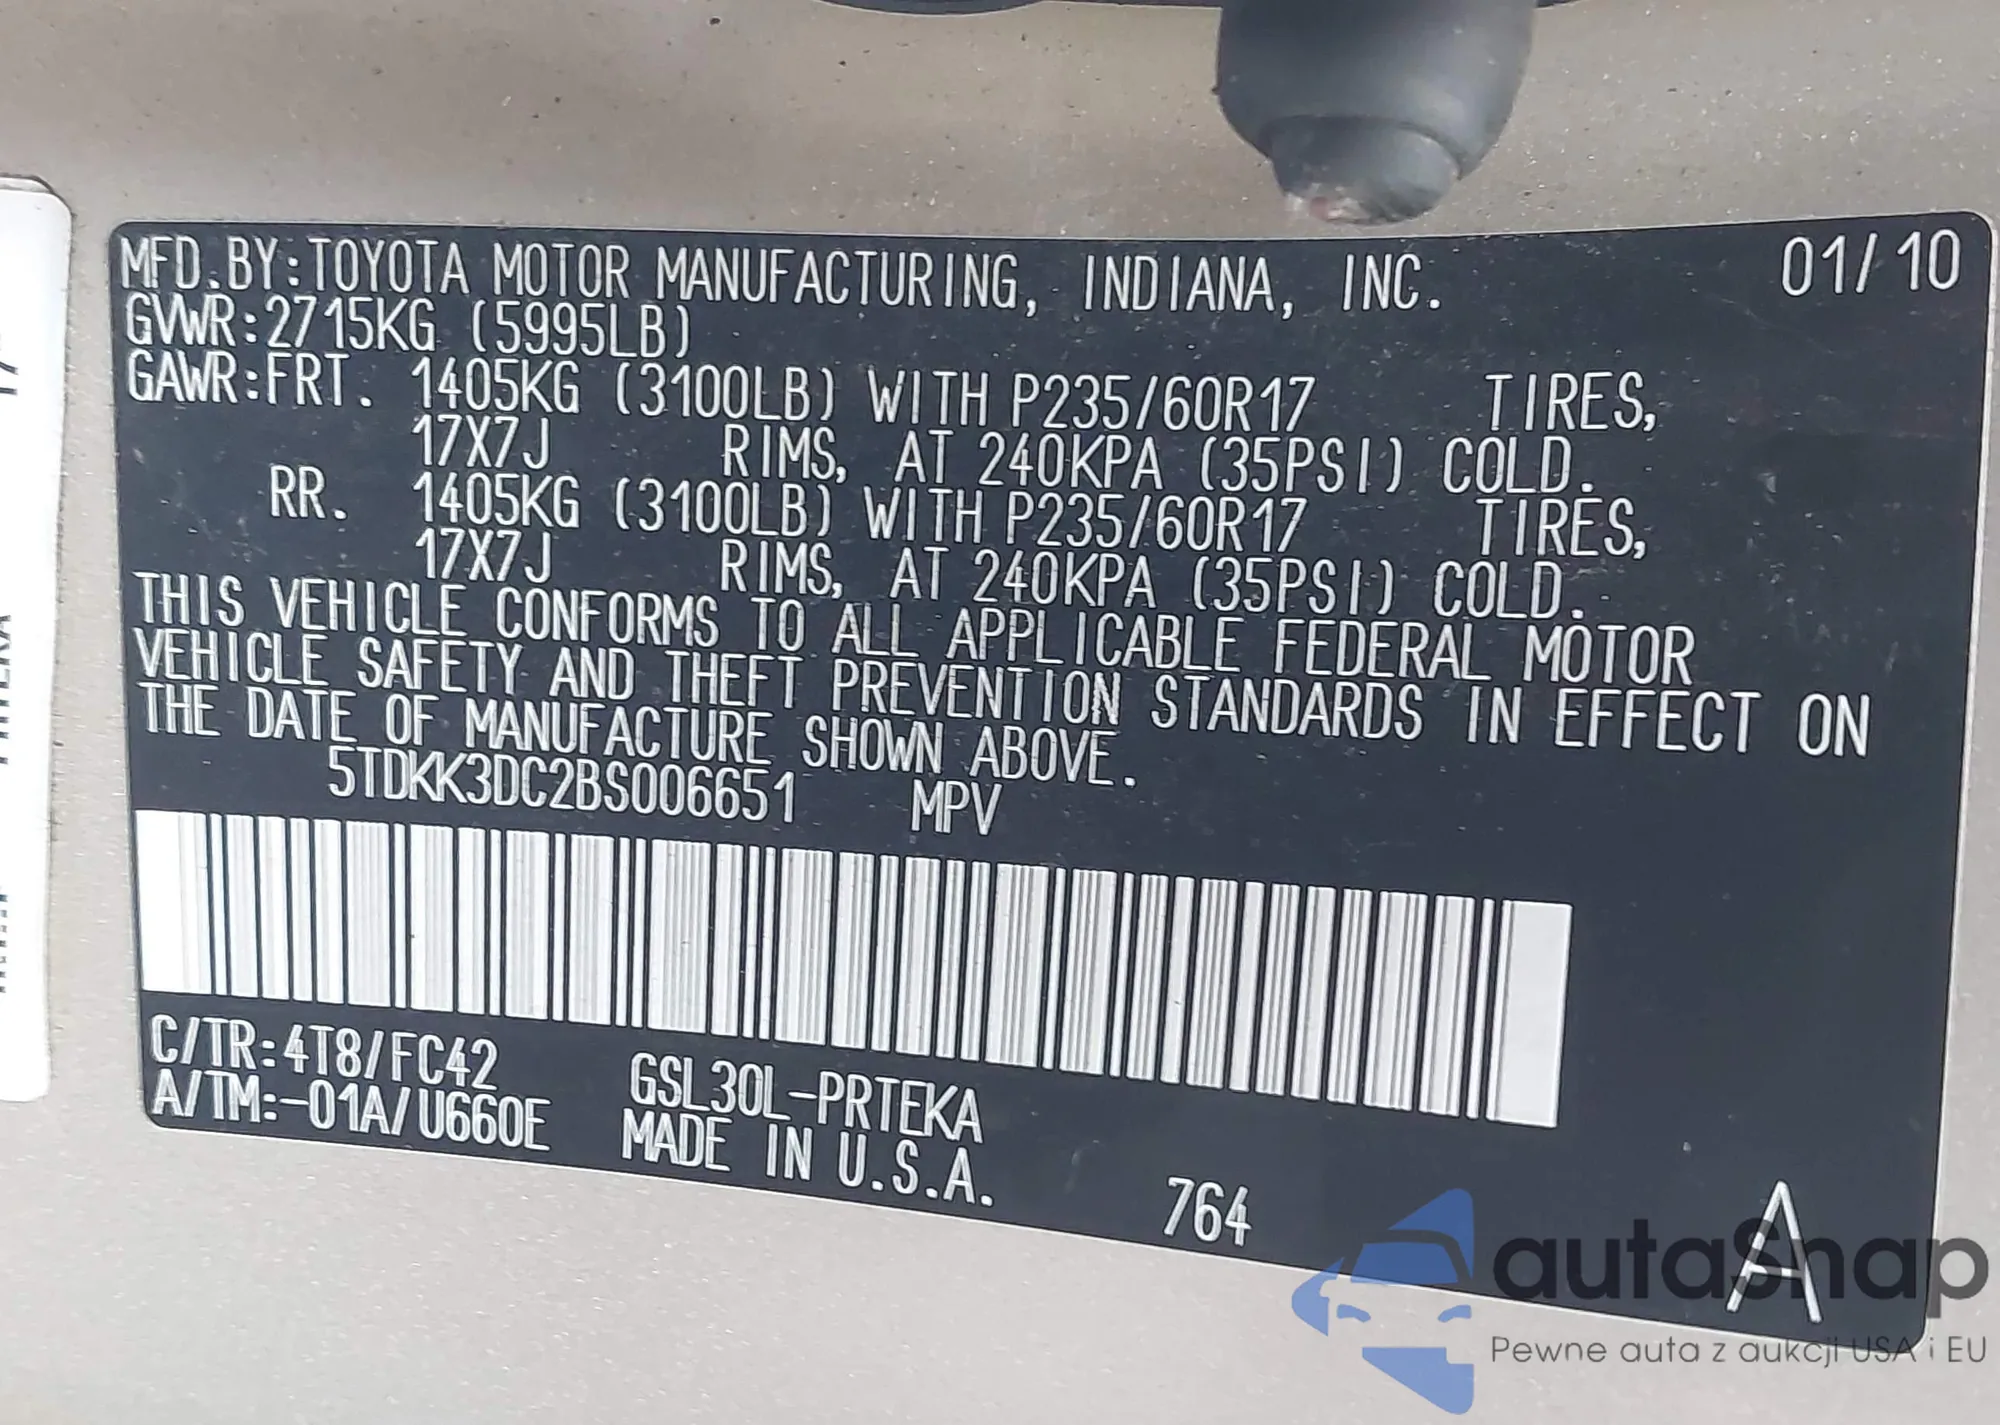 MFD.BY:TOYOTA MOTOR MANUFACTURING, INDIANA, INC. 01/10
GVWR:2715KG (5995LB)
GAWR:FRT. 1405KG (3100LB) WITH P235/60R17 TIRES,
17X7J RIMS, AT 240KPA (35PSI) COLD.
RR. 1405KG (3100LB) WITH P235/60R17 TIRES,
17X7J RIMS, AT 240KPA (35PSI) COLD.
THIS VEHICLE CONFORMS TO ALL APPLICABLE FEDERAL MOTOR
VEHICLE SAFETY AND THEFT PREVENTION STANDARDS IN EFFECT ON
THE DATE OF MANUFACTURE SHOWN ABOVE.
5TDKK3DC2BS006651 MPV
C/TR:4T8/FC42 GSL30L-PRTEKA
A/TM:-01A/U660E MADE IN U.S.A.
764
A
autaSnap
Pewne auta z aukcji USA i EU